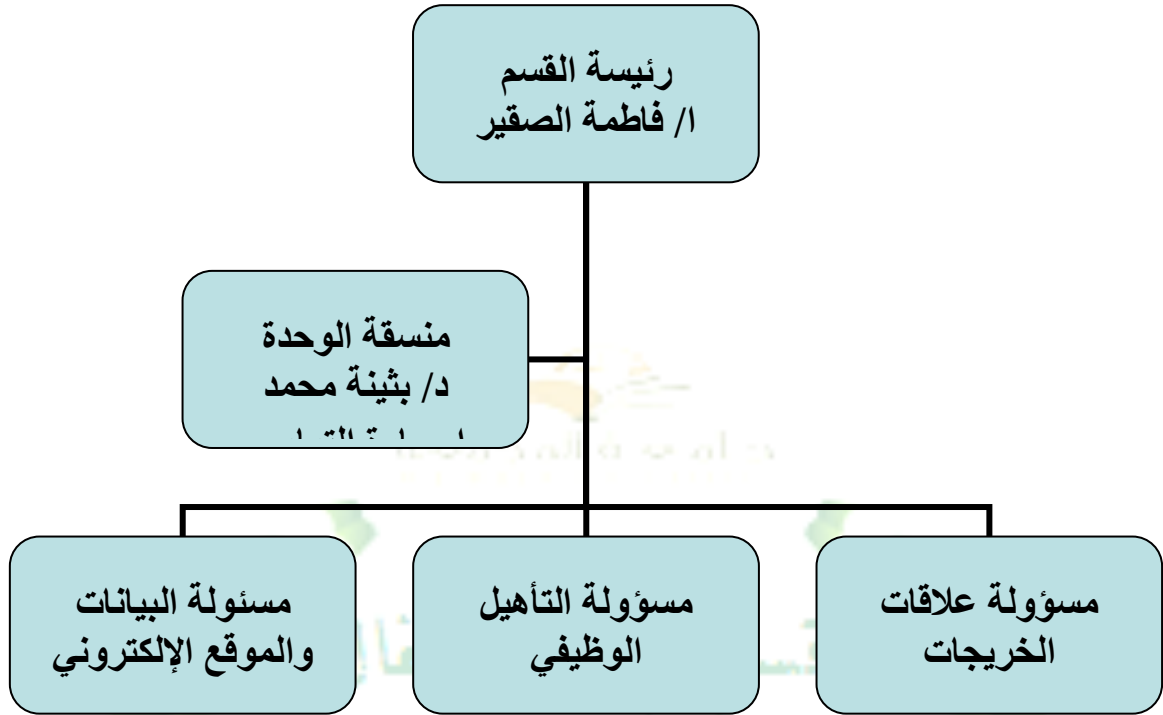 رئيسة القسم
ا/ فاطمة الصقير
منسقة الوحدة
د/ بثينة محمد
مسؤولة علاقات
الخريجات
مسؤولة التأهيل
الوظيفي
مسئولة البيانات
والموقع الإلكتروني